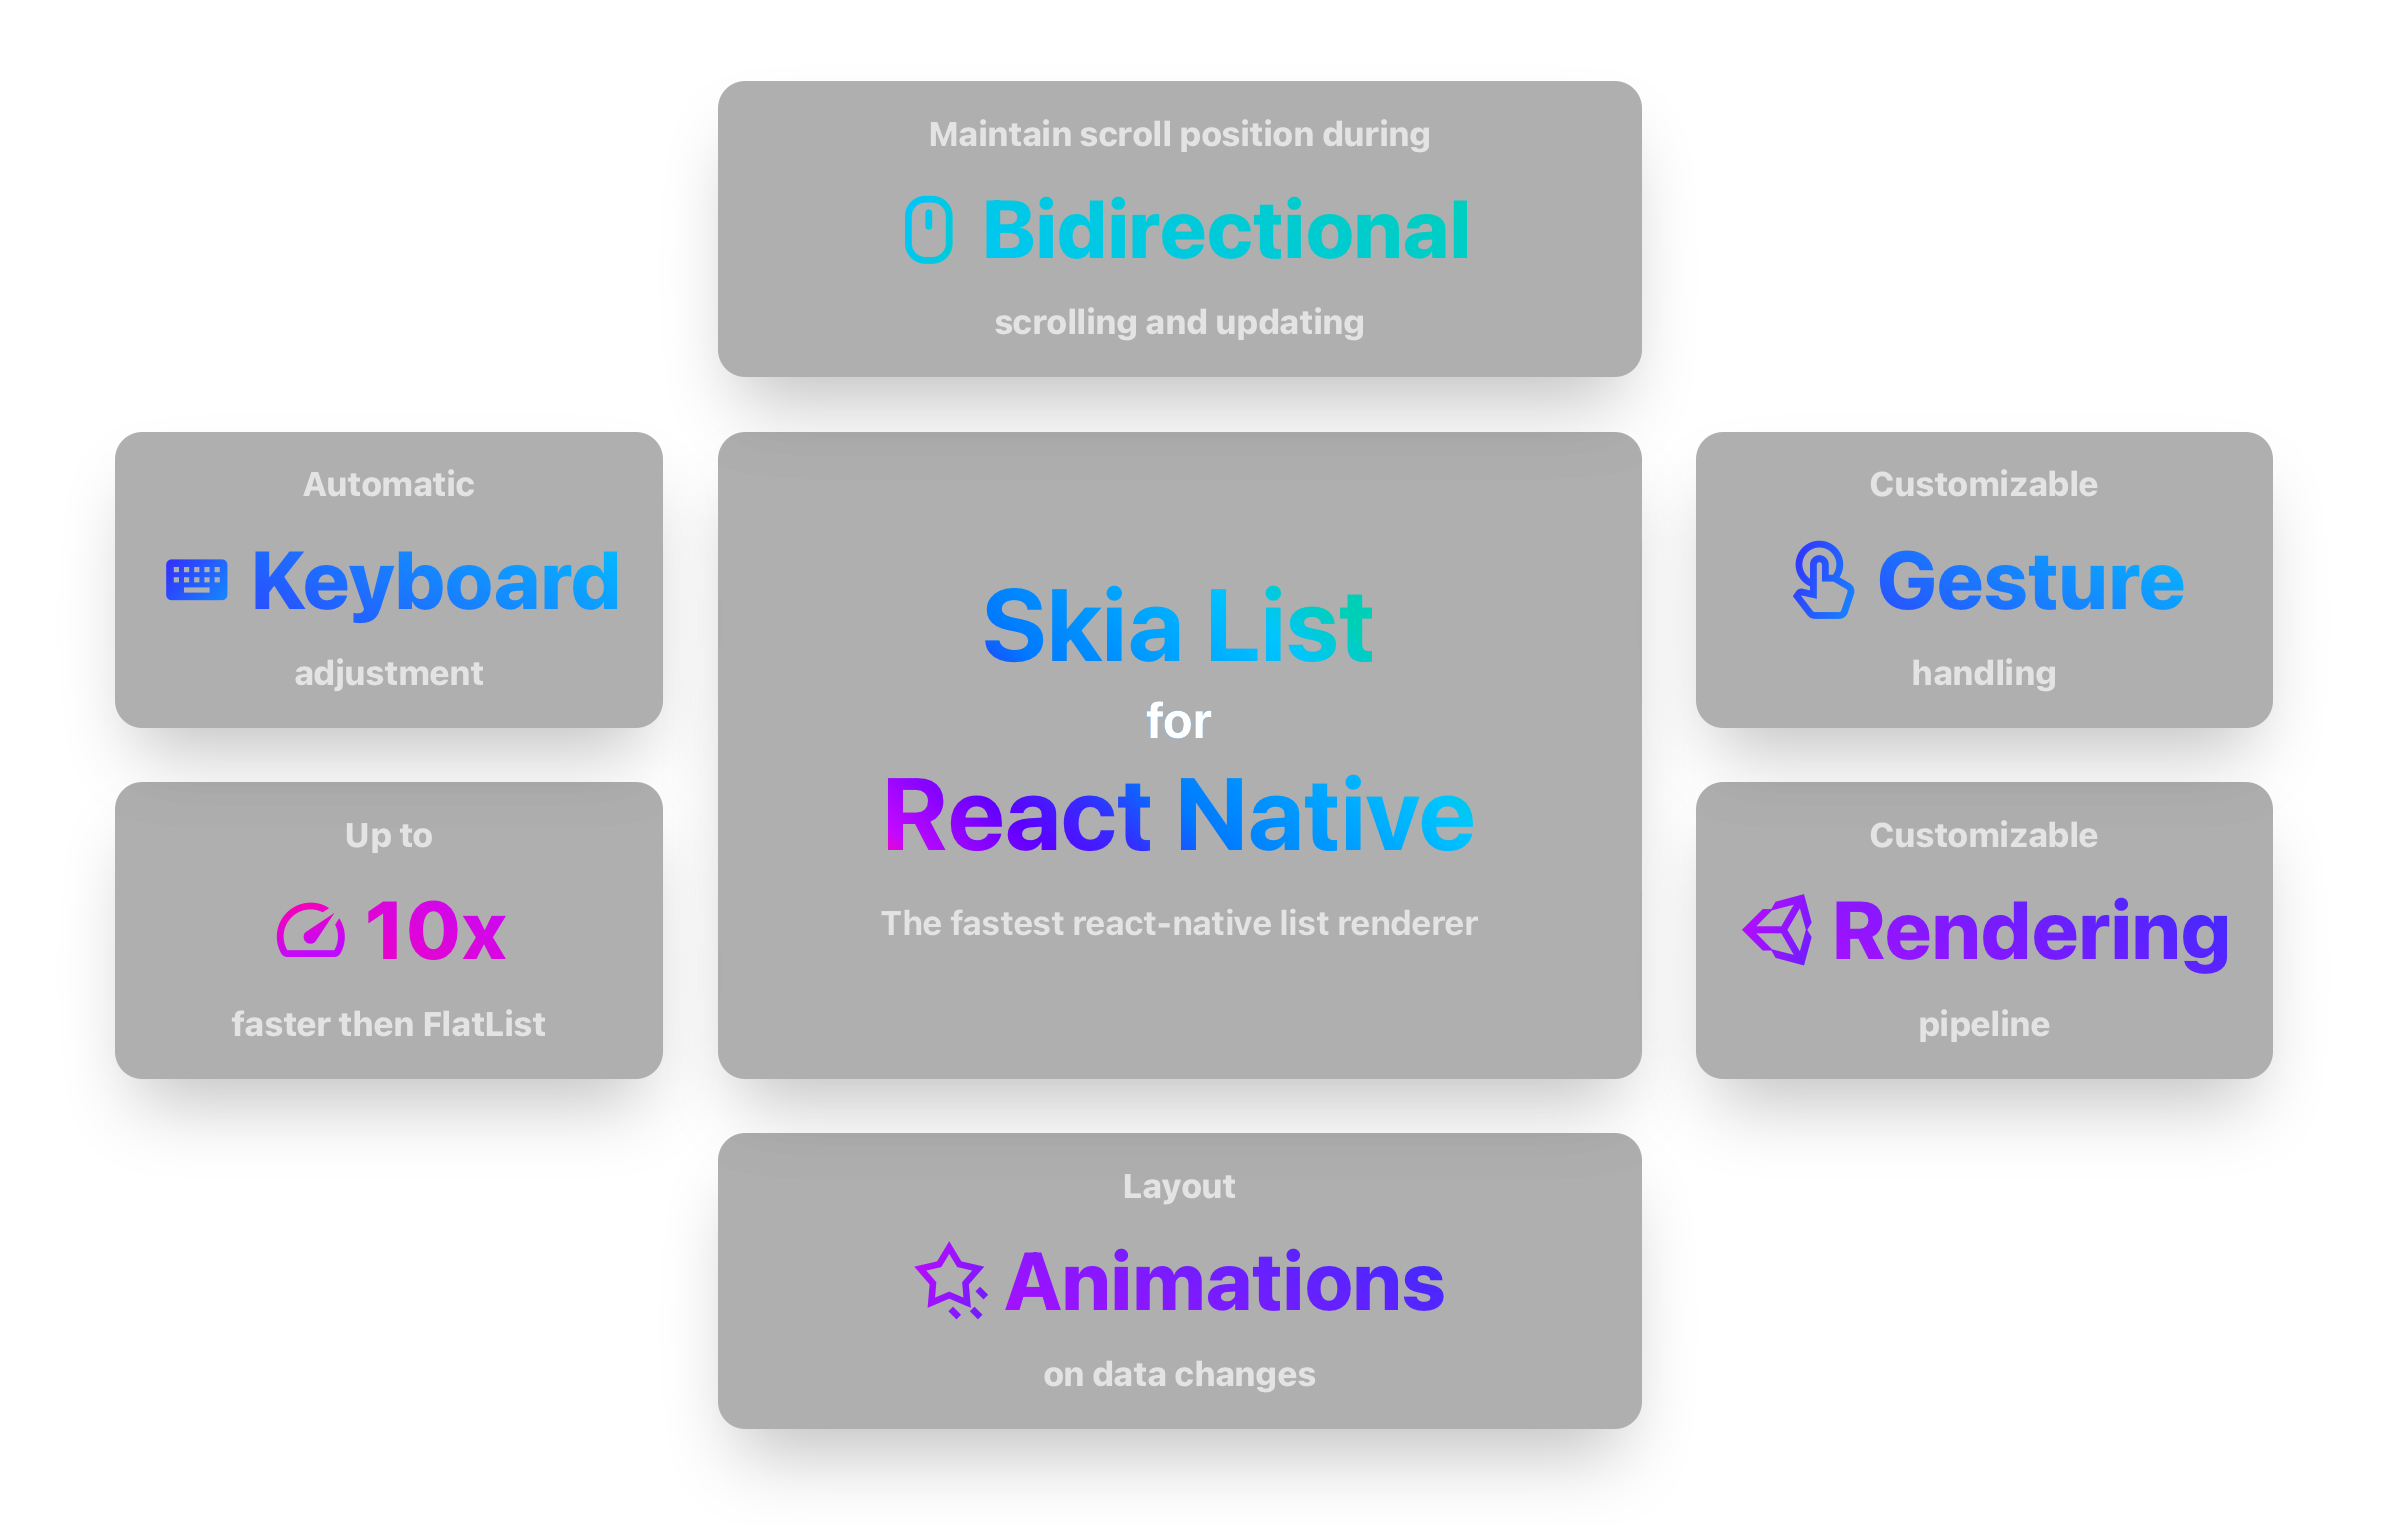 Maintain scroll position during
Bidirectional
scrolling and updating
Automatic
Keyboard
adjustment
Up to
10x
faster then FlatList
Skia List
for
React Native
The fastest react-native list renderer
Customizable
Gesture
handling
Customizable
Rendering
pipeline
Layout
Animations
on data changes